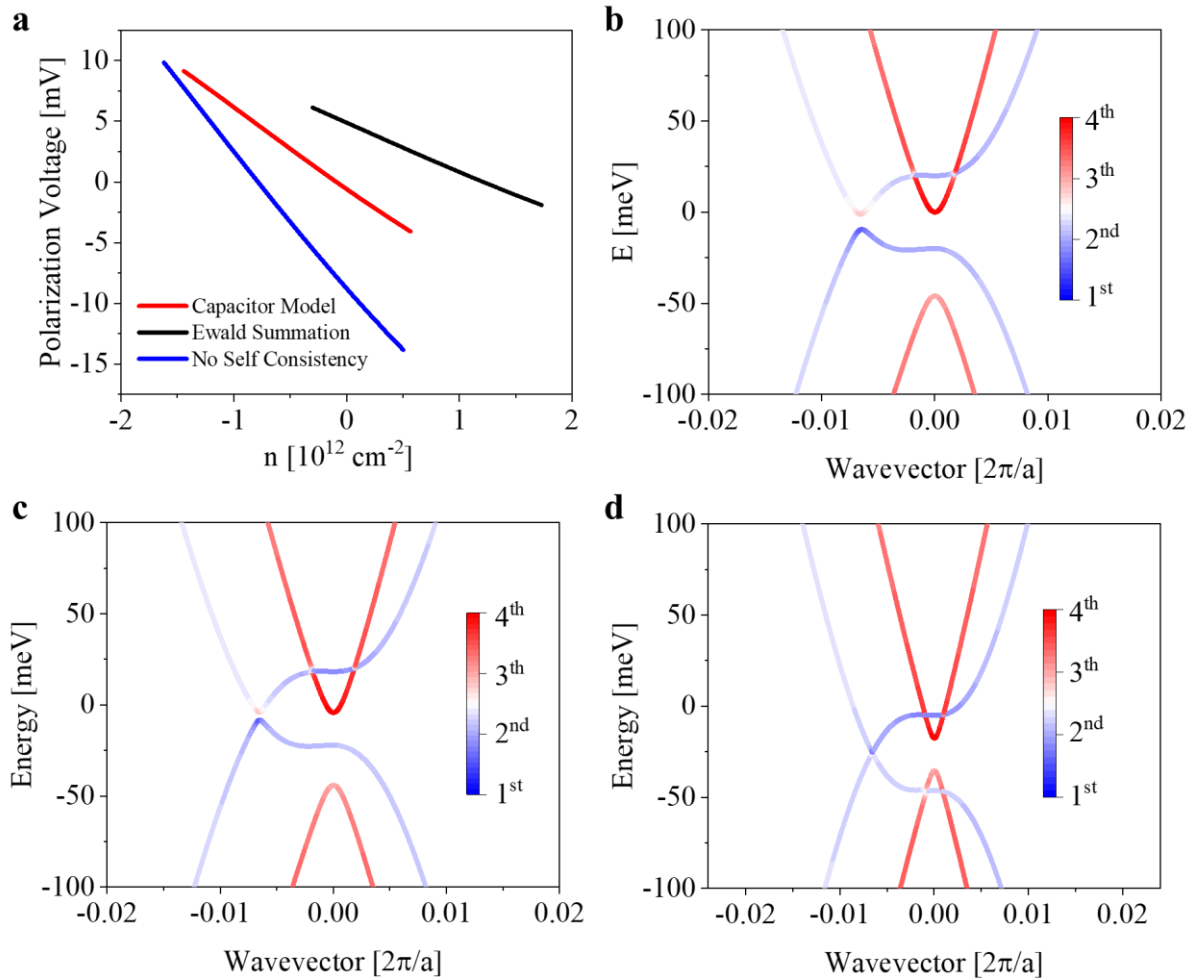 a
Polarization Voltage [mV]
10
5
0
-5
-10
-15
Capacitor Model
Ewald Summation
No Self Consistency
-2
-1
0
1
2
n [10¹² cm⁻²]
b
E [meV]
100
50
0
-50
-100
4th
3th
2nd
1st
-0.02
-0.01
0.00
0.01
0.02
Wavevector [2π/a]
c
Energy [meV]
100
50
0
-50
-100
4th
3th
2nd
1st
-0.02
-0.01
0.00
0.01
0.02
Wavevector [2π/a]
d
Energy [meV]
100
50
0
-50
-100
4th
3th
2nd
1st
-0.02
-0.01
0.00
0.01
0.02
Wavevector [2π/a]